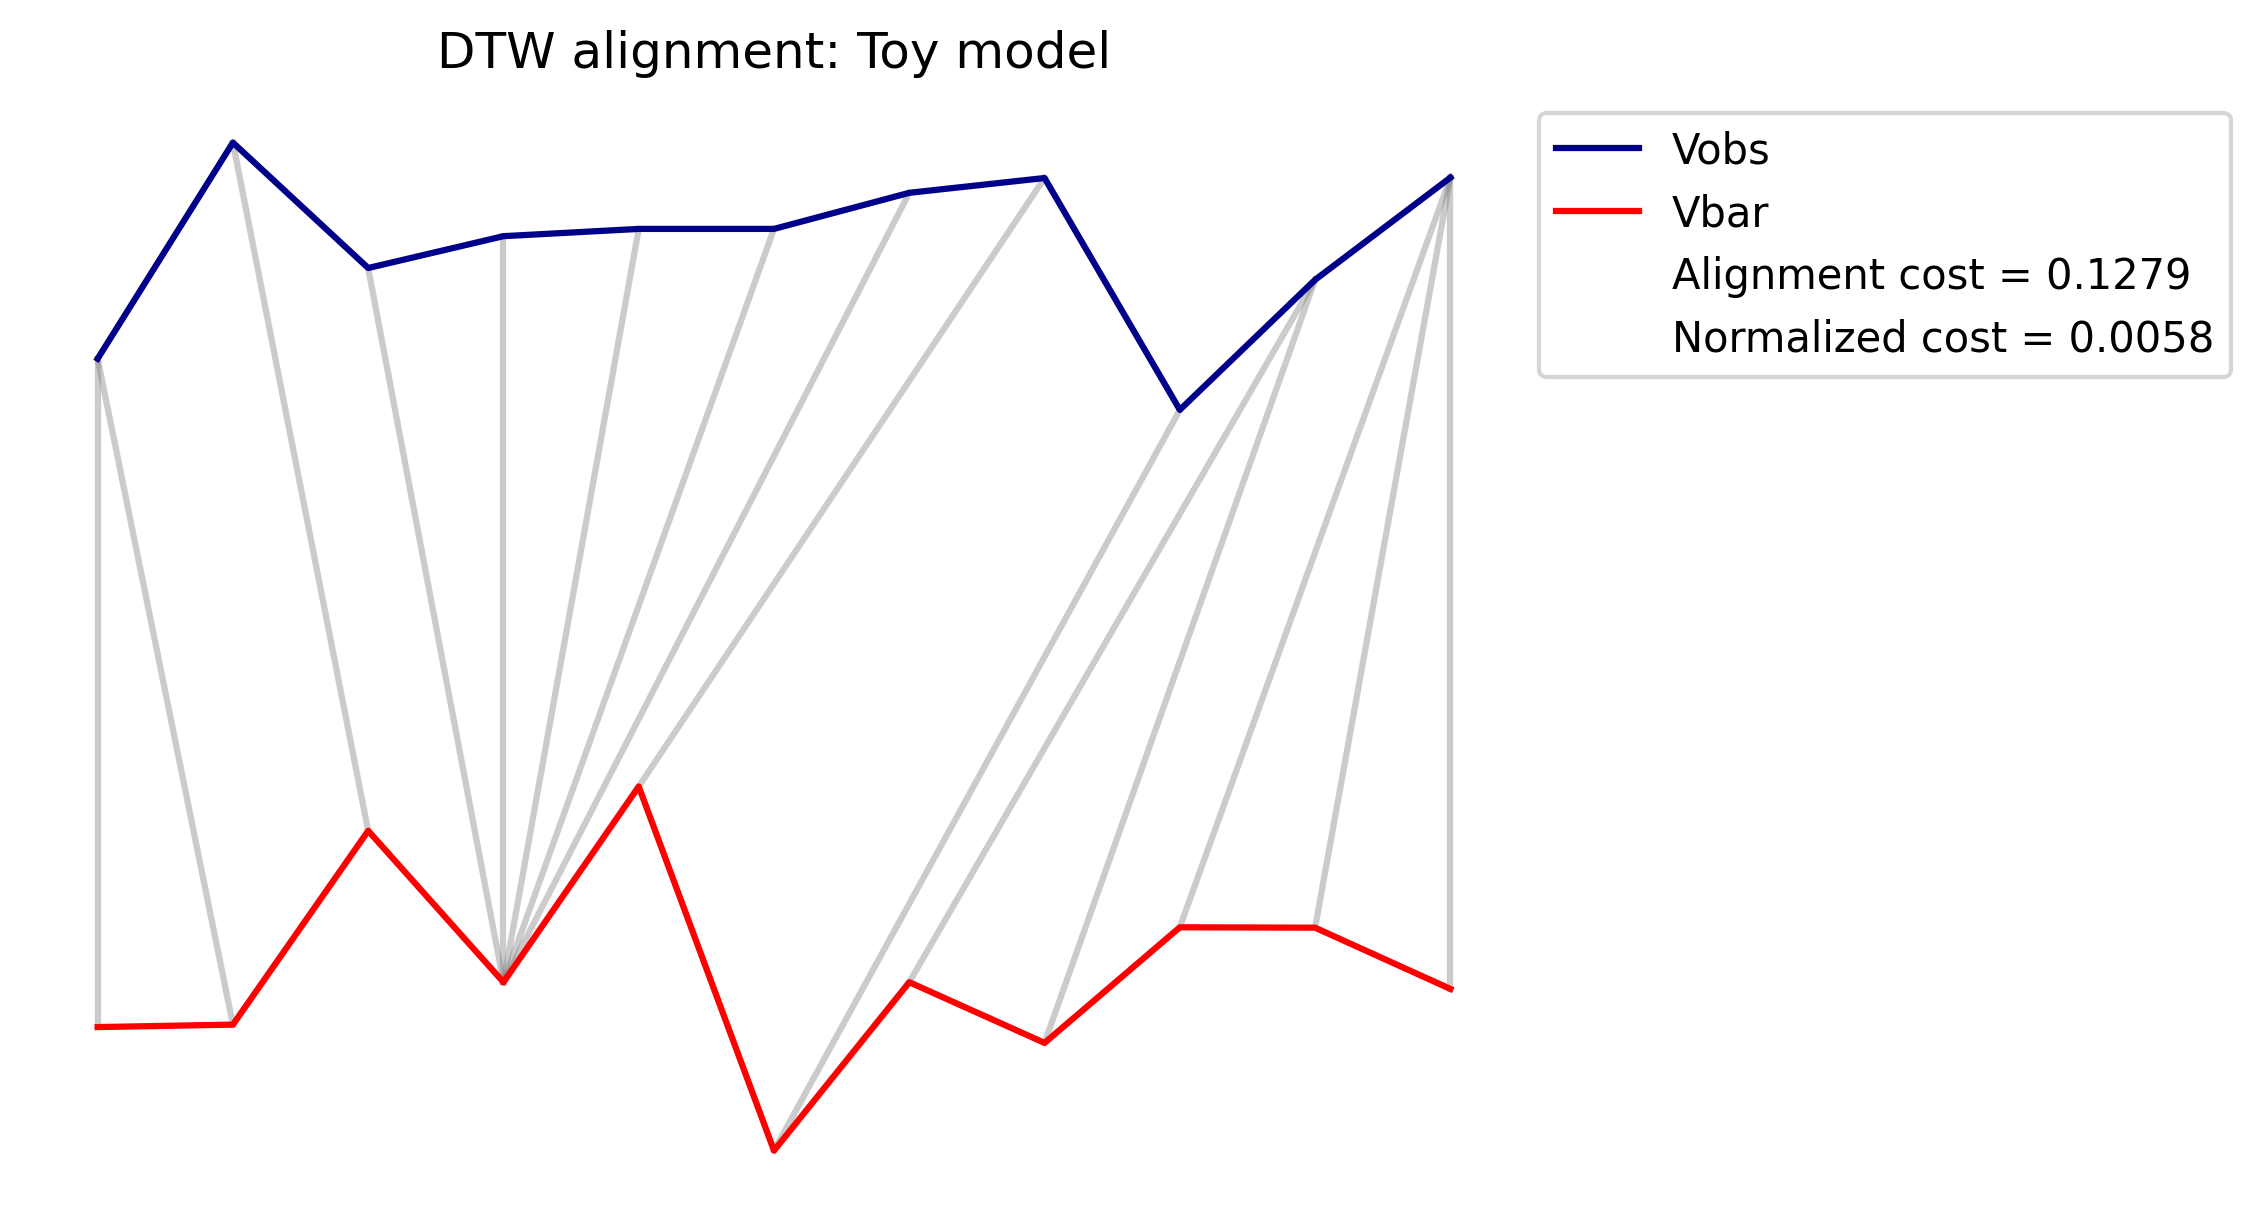 DTW alignment: Toy model
Vobs
Vbar
Alignment cost = 0.1279
Normalized cost = 0.0058